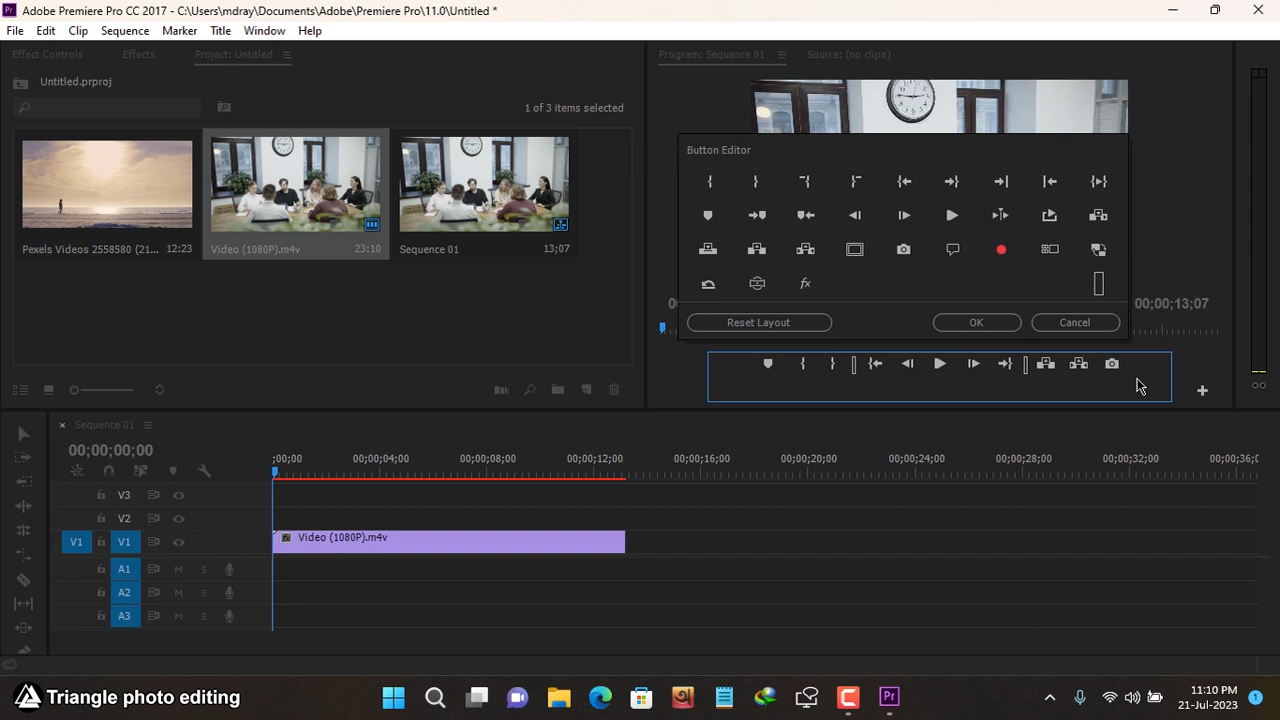 Adobe Premiere Pro CC 2017 - C:\Users\mdray\Documents\Adobe\Premiere Pro\11.0\Untitled *
File Edit Clip Sequence Marker Title Window Help
Effect Controls Effects Project: Untitled
Program: Sequence 01 Source: (no clips)
Untitled.prproj
1 of 3 items selected
Button Editor
Pexels Videos 2558580 (21... 12:23
Video (1080P).m4v 23:10
Sequence 01 13;07
fx
00;00;13;07
Reset Layout OK Cancel
Sequence 01
00;00;00;00
;00;00 00;00;04;00 00;00;08;00 00;00;12;00 00;00;16;00 00;00;20;00 00;00;24;00 00;00;28;00 00;00;32;00 00;00;36;0
V3
V2
V1 V1 Video (1080P).m4v
A1 M S
A2 M S
A3 M S
Triangle photo editing
Pr
11:10 PM
21-Jul-2023
1